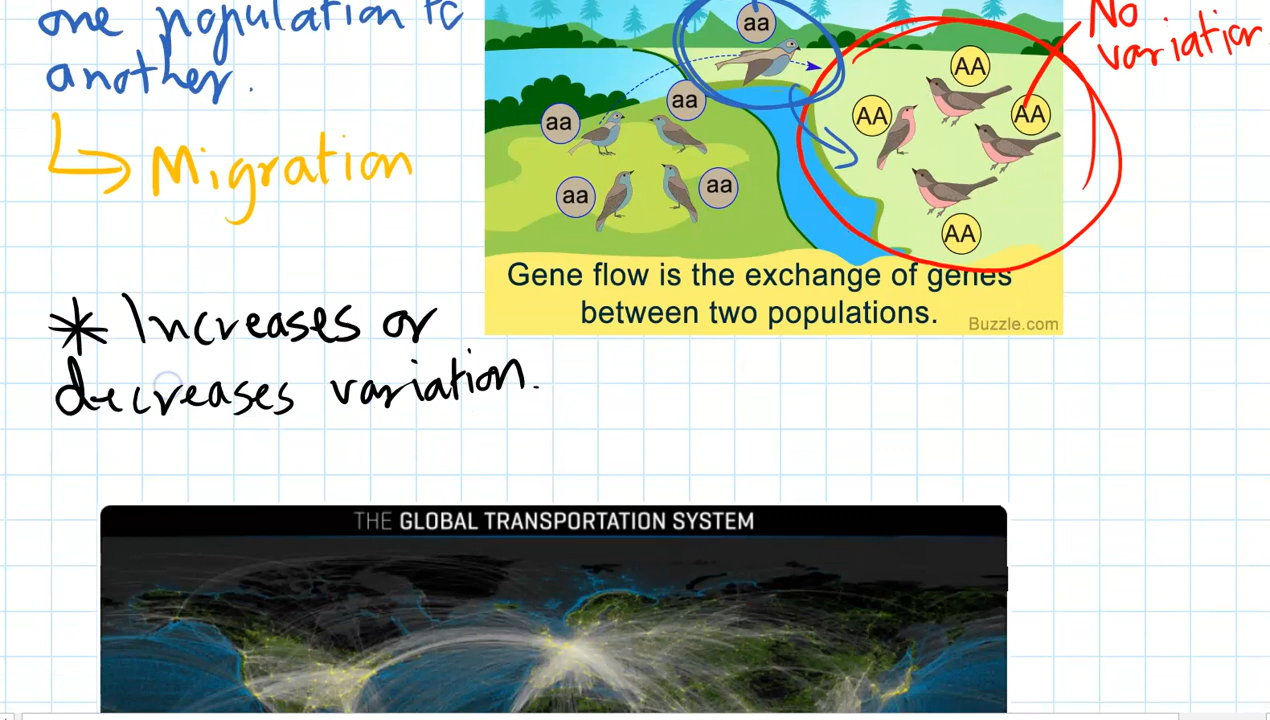 one population to
another.
Migration
* Increases or
decreases variation.
aa
aa
aa
aa
aa
AA
AA
AA
AA
No
variation
Gene flow is the exchange of genes
between two populations.
Buzzle.com
THE GLOBAL TRANSPORTATION SYSTEM